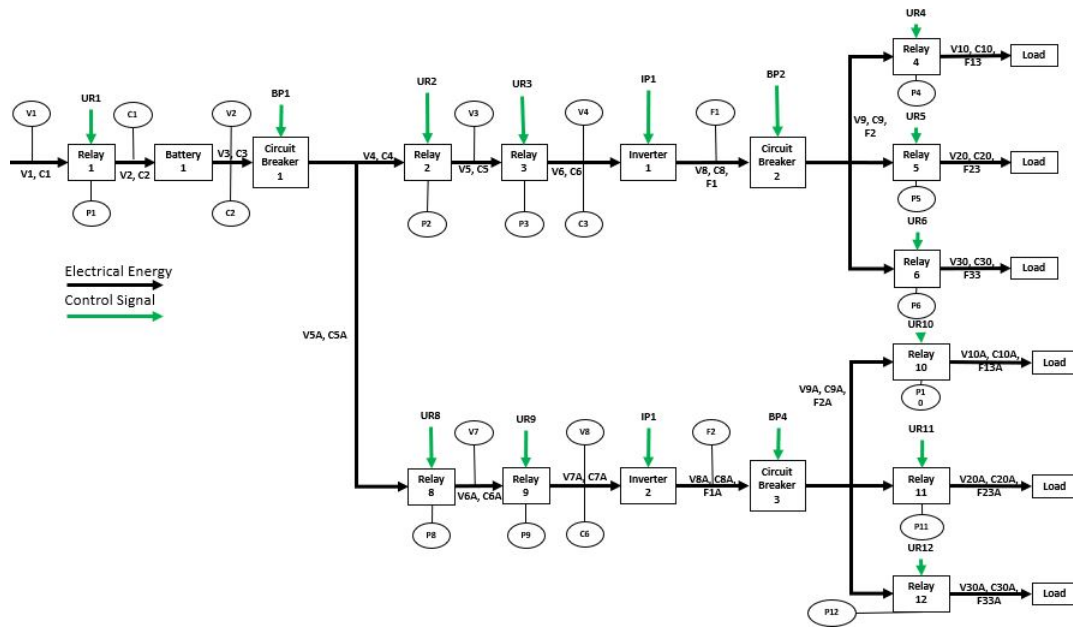 UR4
Relay
4
V10, C10,
F13
Load
P4
UR1
BP1
UR2
UR3
IP1
BP2
V1
C1
V2
V3
V4
F1
V9, C9,
F2
UR5
Relay
1
Battery
1
V3, C3
Circuit
Breaker
1
V4, C4
Relay
2
V5, C5
Relay
3
V6, C6
Inverter
1
V8, C8,
F1
Circuit
Breaker
2
Relay
5
V20, C20,
F23
Load
V1, C1
V2, C2
P1
C2
P2
P3
C3
P5
UR6
Relay
6
V30, C30,
F33
Load
P6
Electrical Energy
Control Signal
V5A, C5A
UR10
Relay
10
V10A, C10A,
F13A
Load
P1
0
V9A, C9A,
F2A
UR8
UR9
IP1
BP4
V7
V8
F2
UR11
Relay
8
V6A, C6A
Relay
9
V7A, C7A
Inverter
2
V8A, C8A,
F1A
Circuit
Breaker
3
Relay
11
V20A, C20A,
F23A
Load
P8
P9
C6
P11
UR12
Relay
12
V30A, C30A,
F33A
Load
P12